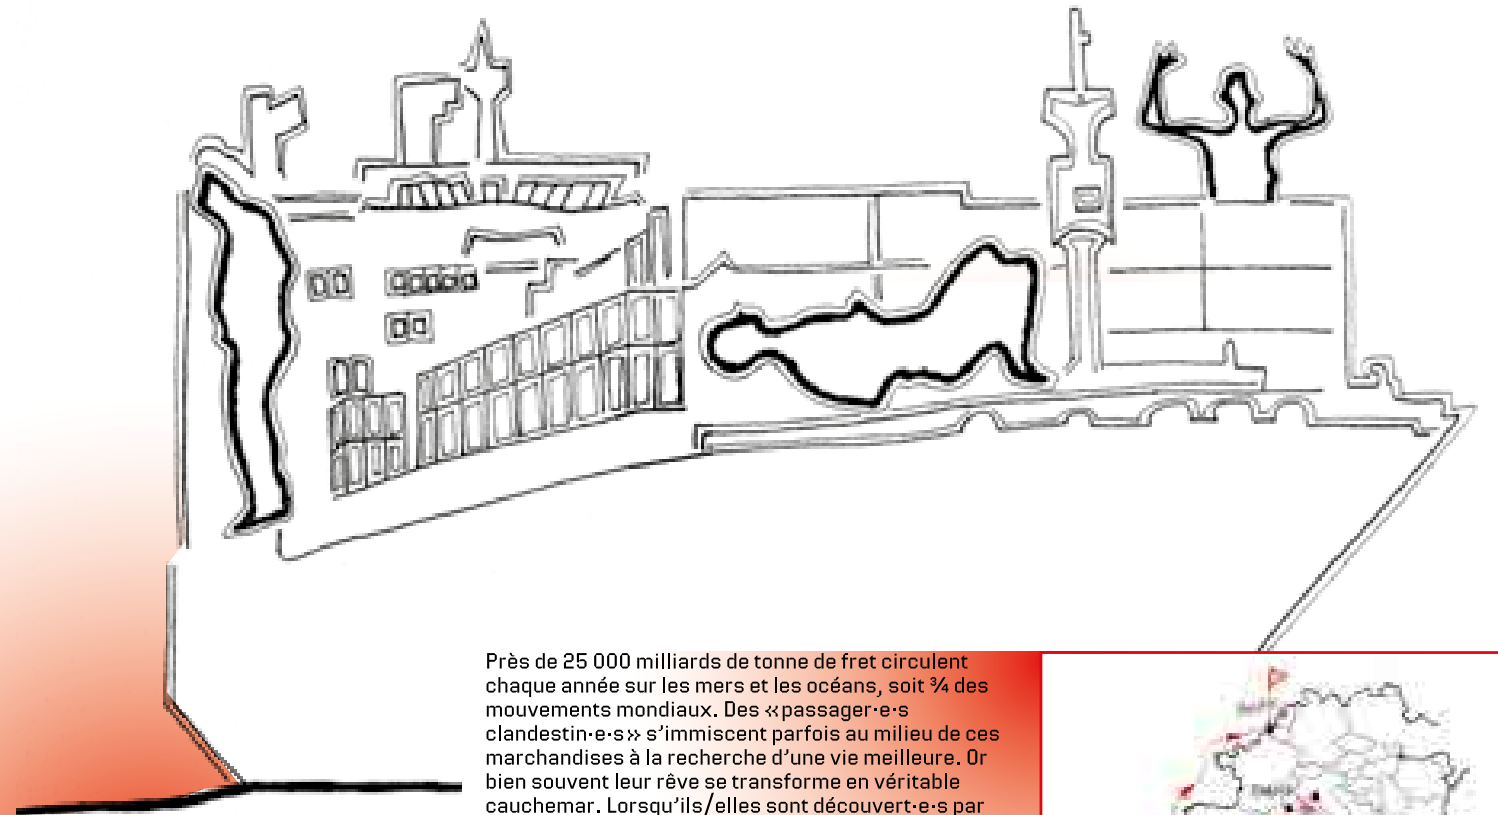 Près de 25 000 milliards de tonne de fret circulent
chaque année sur les mers et les océans, soit ¾ des
mouvements mondiaux. Des «passager·e·s
clandestin·e·s» s’immiscent parfois au milieu de ces
marchandises à la recherche d’une vie meilleure. Or
bien souvent leur rêve se transforme en véritable
cauchemar. Lorsqu’ils/elles sont découvert·e·s par